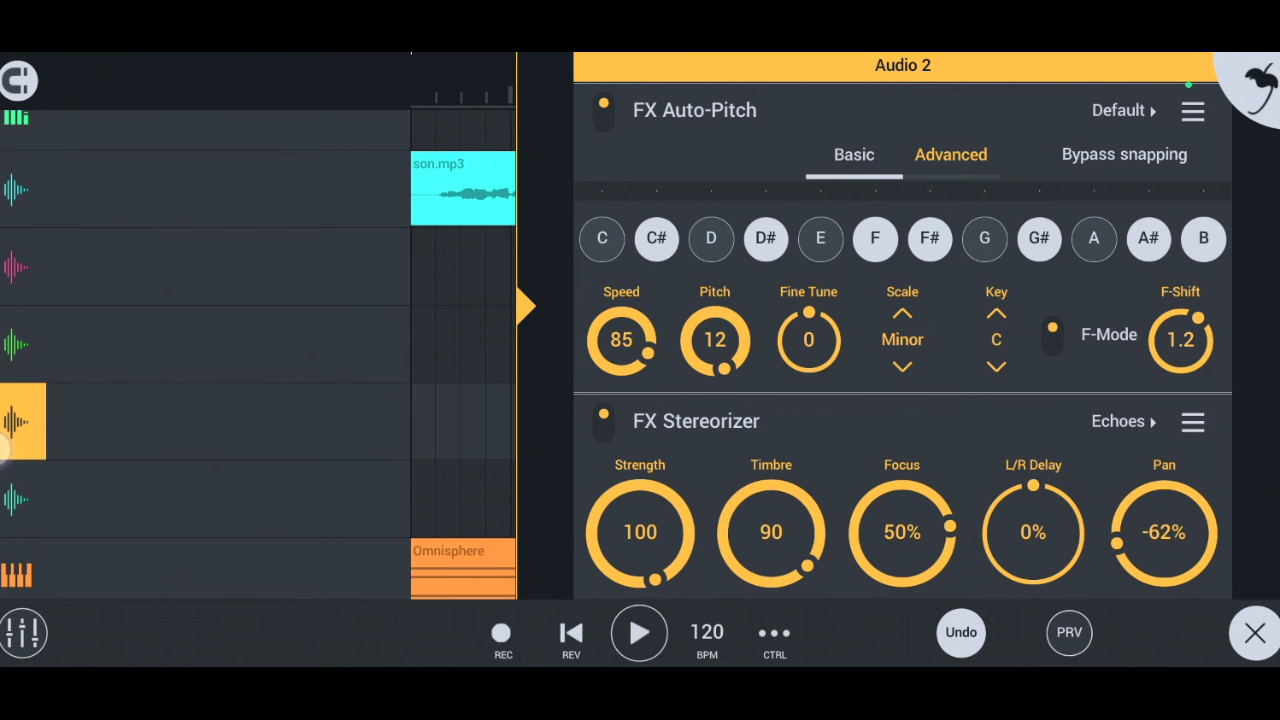 Audio 2
FX Auto-Pitch
Default
Basic
Advanced
Bypass snapping
son.mp3
C C# D D# E F F# G G# A A# B
Speed Pitch Fine Tune Scale Key F-Shift
85 12 0 Minor C F-Mode 1.2
FX Stereorizer
Echoes
Strength Timbre Focus L/R Delay Pan
100 90 50% 0% -62%
Omnisphere
120
Undo
PRV
REC
REV
BPM
CTRL